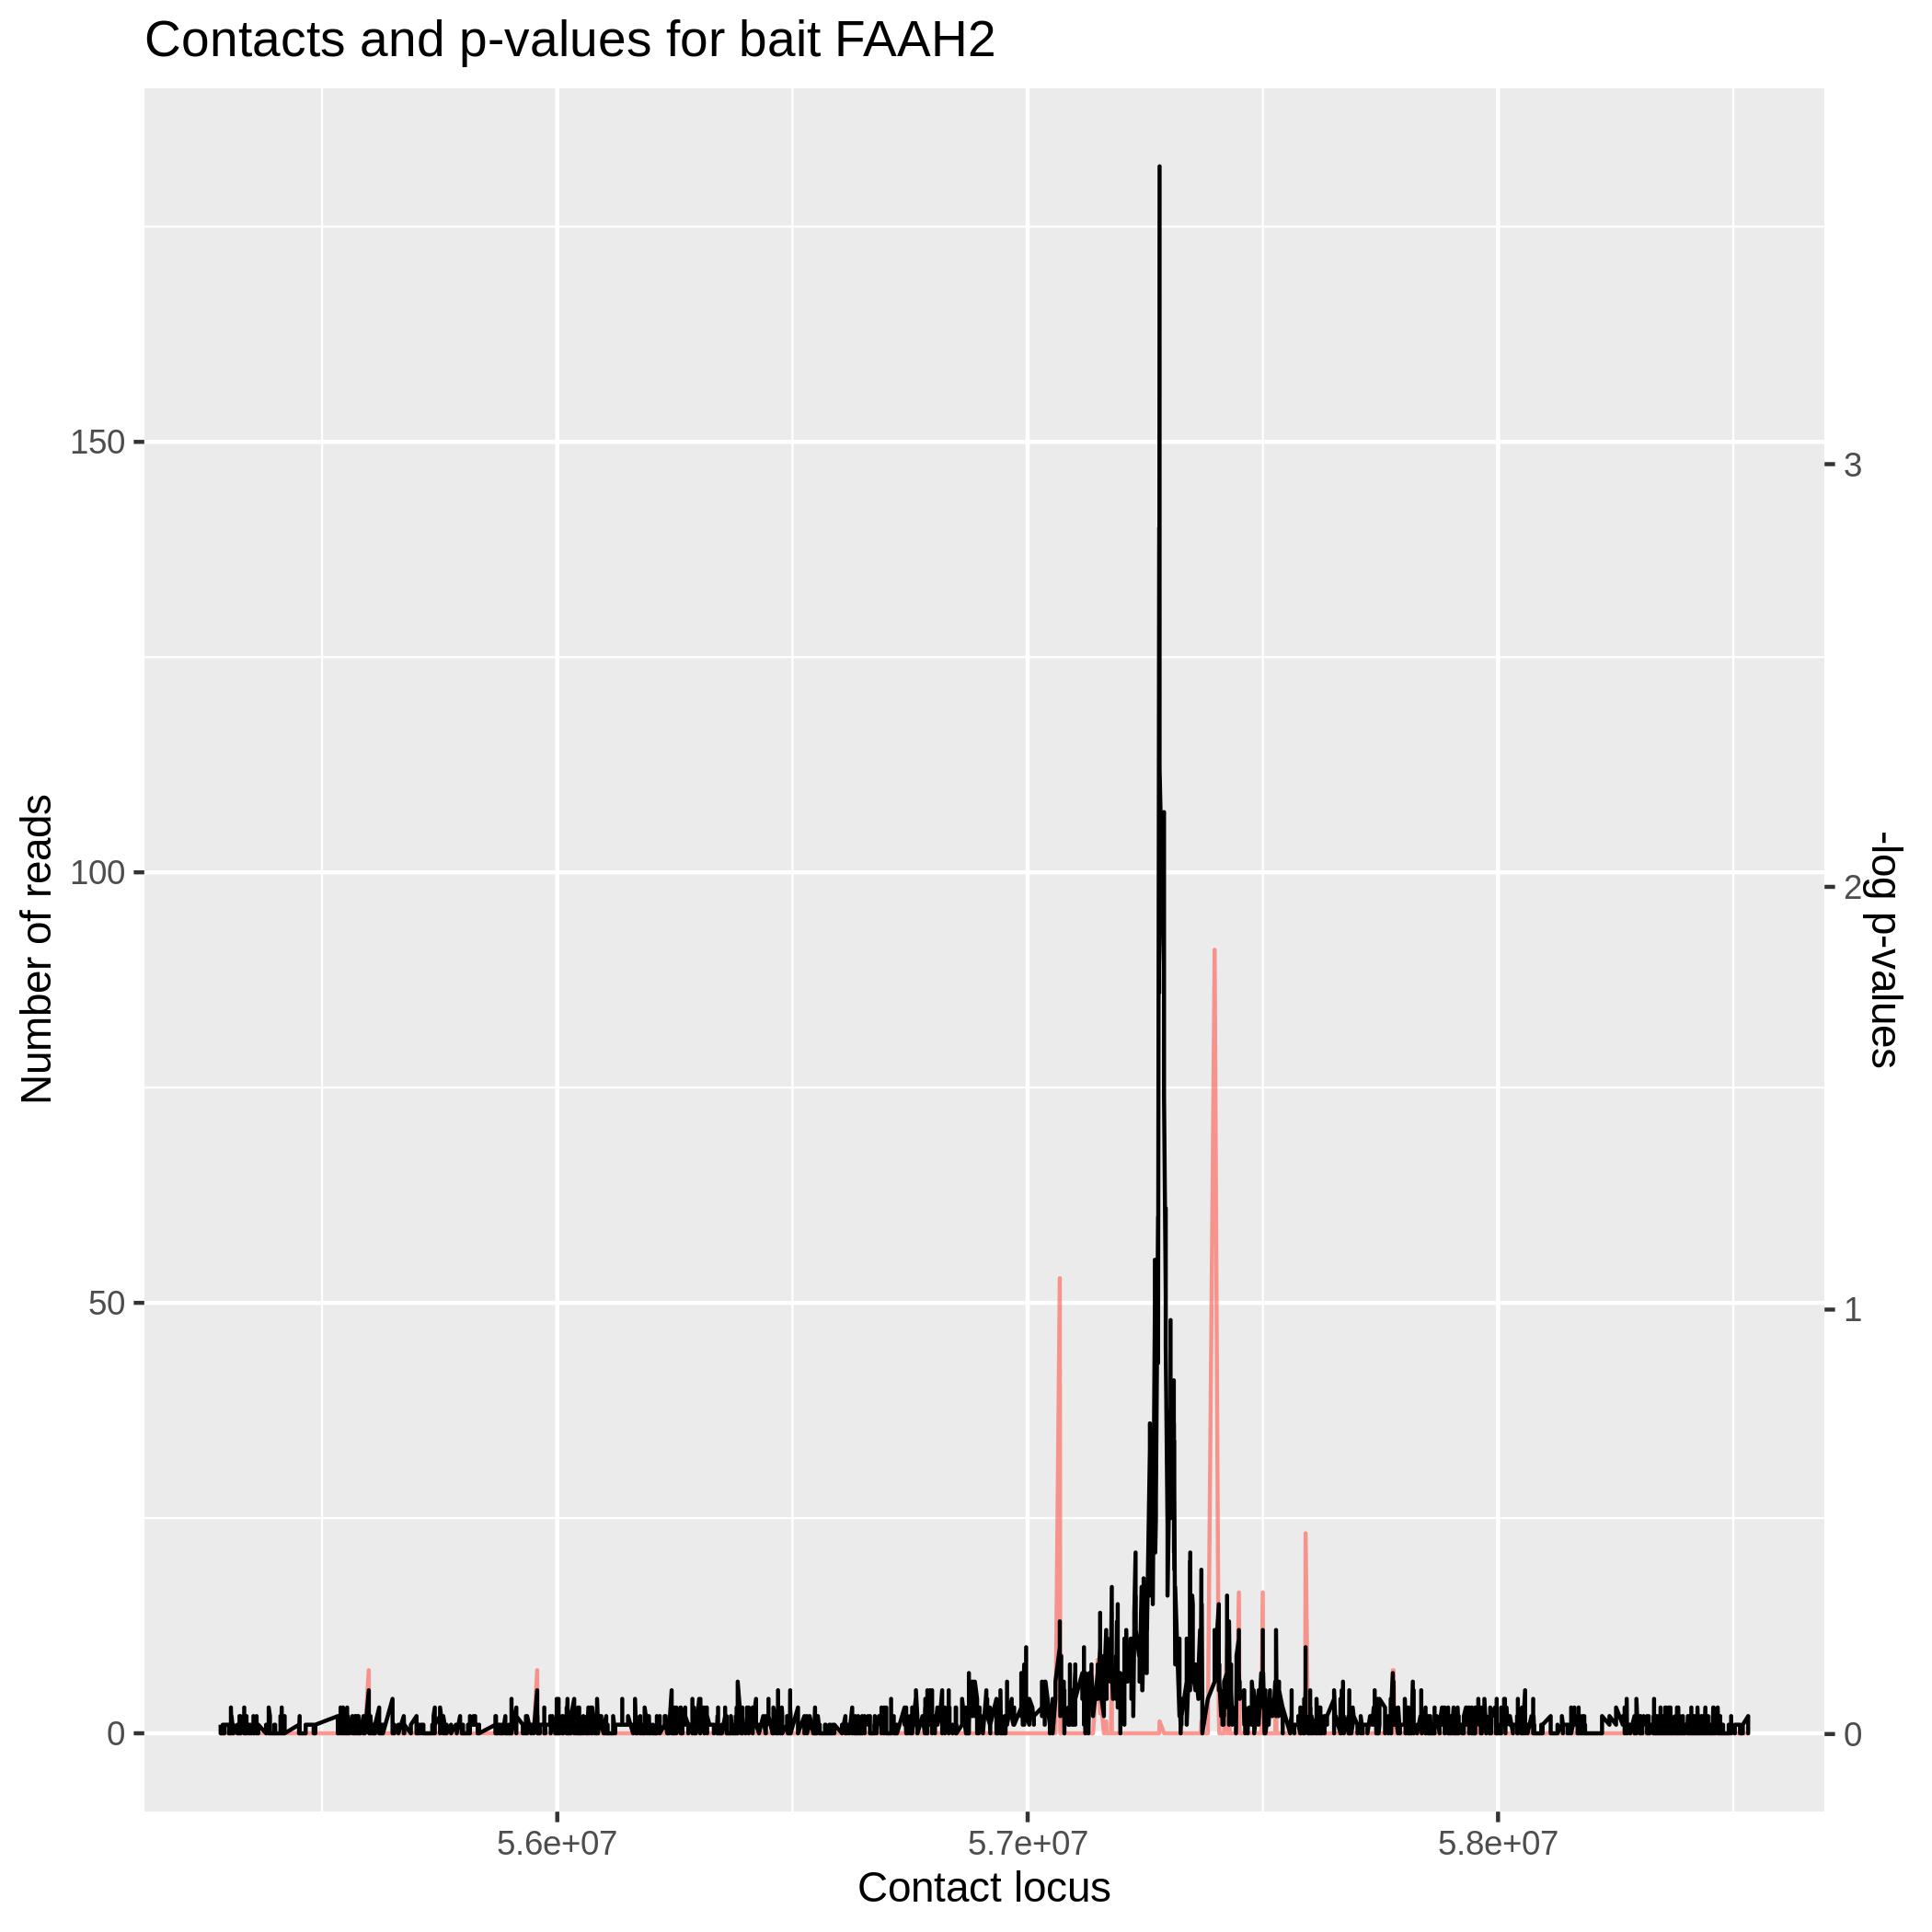 Contacts and p-values for bait FAAH2
Number of reads
150
100
50
0
3
2
1
0
-log p-values
5.6e+07
5.7e+07
5.8e+07
Contact locus